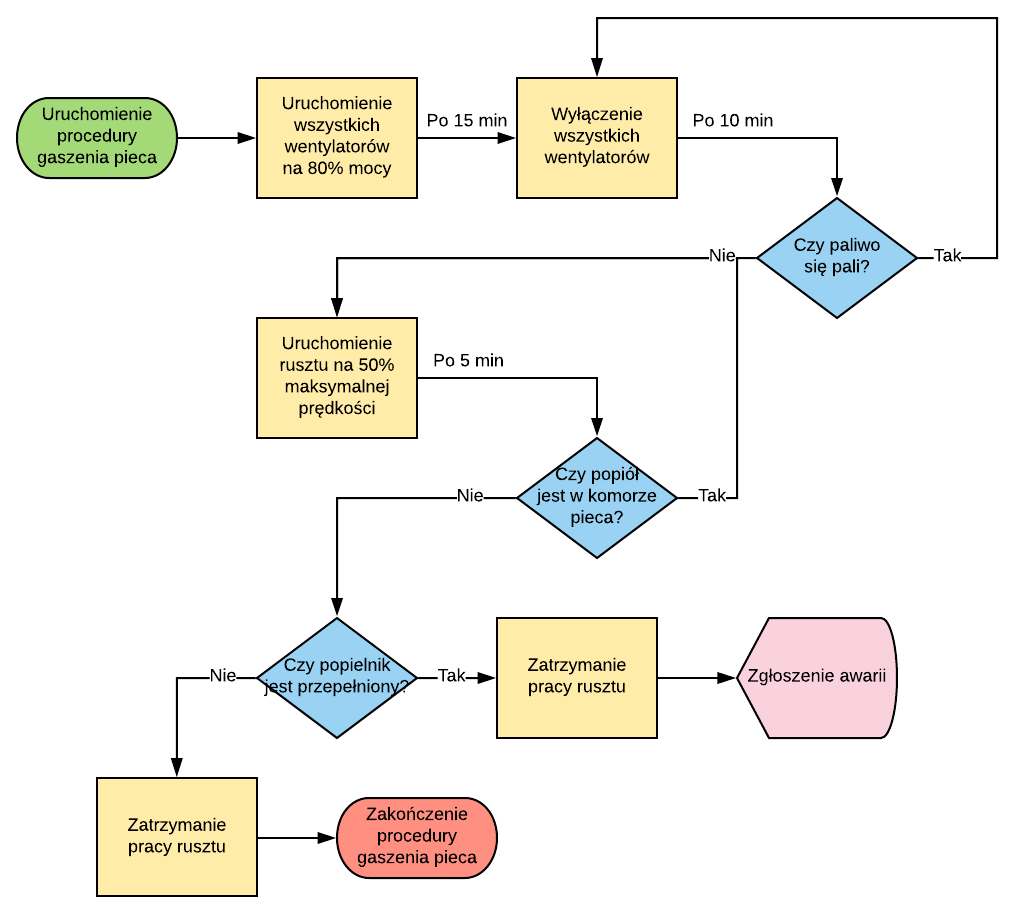 Uruchomienie
procedury
gaszenia pieca
Uruchomienie
wszystkich
wentylatorów
na 80% mocy
Po 15 min
Wyłączenie
wszystkich
wentylatorów
Po 10 min
Czy paliwo
się pali?
Tak
Nie
Uruchomienie
rusztu na 50%
maksymalnej
prędkości
Po 5 min
Czy popiół
jest w komorze
pieca?
Tak
Nie
Czy popielnik
jest przepełniony?
Tak
Zatrzymanie
pracy rusztu
Zgłoszenie awarii
Nie
Zatrzymanie
pracy rusztu
Zakończenie
procedury
gaszenia pieca